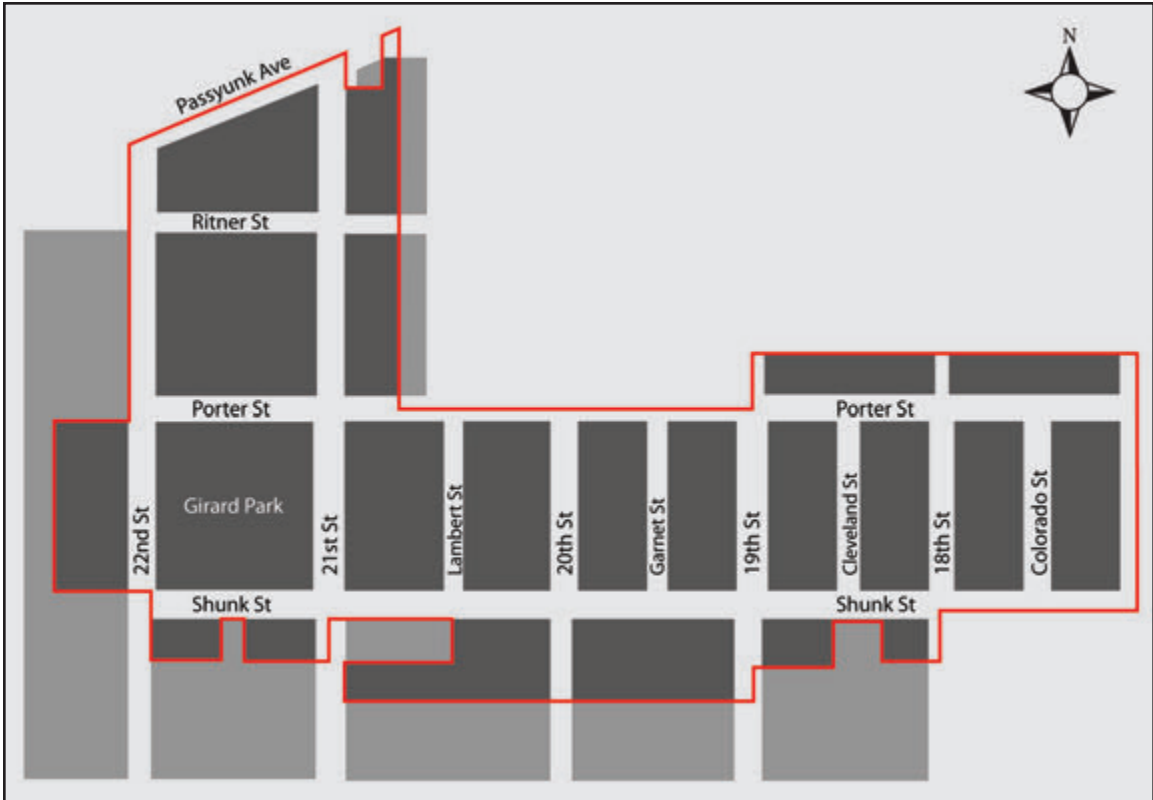 N
Passyunk Ave
Ritner St
Porter St
Porter St
Girard Park
22nd St
21st St
Lambert St
20th St
Garnet St
19th St
Cleveland St
18th St
Colorado St
Shunk St
Shunk St